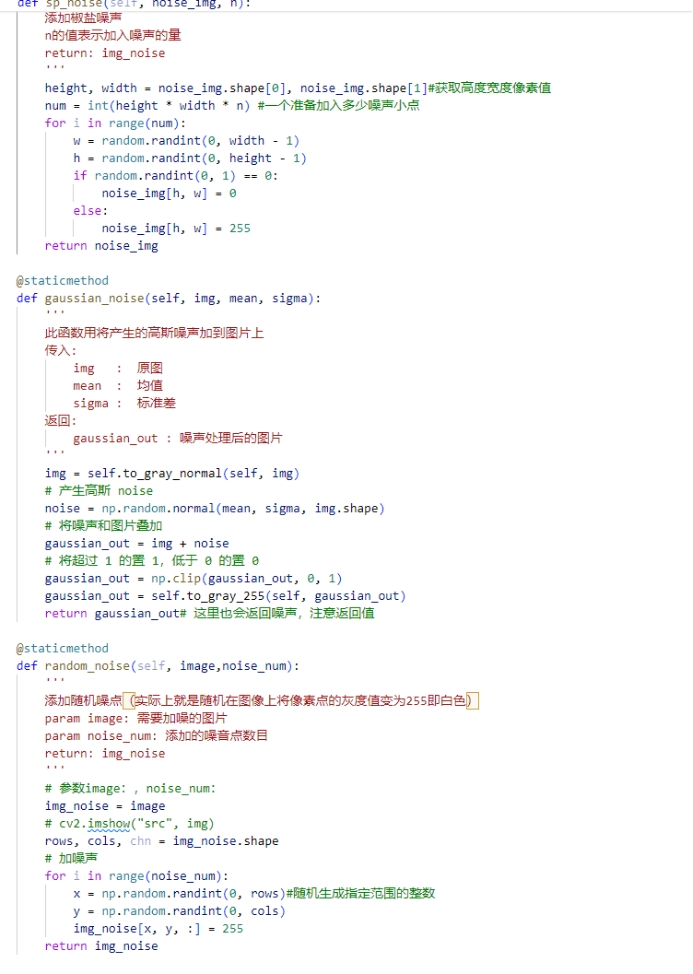 def sp_noise(self, noise_img, n):
    添加椒盐噪声
    n的值表示加入噪声的量
    return: img_noise
    '''
    height, width = noise_img.shape[0], noise_img.shape[1]#获取高度宽度像素值
    num = int(height * width * n) #一个准备加入多少噪声小点
    for i in range(num):
        w = random.randint(0, width - 1)
        h = random.randint(0, height - 1)
        if random.randint(0, 1) == 0:
            noise_img[h, w] = 0
        else:
            noise_img[h, w] = 255
    return noise_img

@staticmethod
def gaussian_noise(self, img, mean, sigma):
    '''
    此函数用将产生的高斯噪声加到图片上
    传入:
        img   :  原图
        mean  :  均值
        sigma :  标准差
    返回:
        gaussian_out : 噪声处理后的图片
    '''
    img = self.to_gray_normal(self, img)
    # 产生高斯 noise
    noise = np.random.normal(mean, sigma, img.shape)
    # 将噪声和图片叠加
    gaussian_out = img + noise
    # 将超过 1 的置 1，低于 0 的置 0
    gaussian_out = np.clip(gaussian_out, 0, 1)
    gaussian_out = self.to_gray_255(self, gaussian_out)
    return gaussian_out# 这里也会返回噪声，注意返回值

@staticmethod
def random_noise(self, image,noise_num):
    '''
    添加随机噪点（实际上就是随机在图像上将像素点的灰度值变为255即白色）
    param image: 需要加噪的图片
    param noise_num: 添加的噪音点数目
    return: img_noise
    '''
    # 参数image：，noise_num：
    img_noise = image
    # cv2.imshow("src", img)
    rows, cols, chn = img_noise.shape
    # 加噪声
    for i in range(noise_num):
        x = np.random.randint(0, rows)#随机生成指定范围的整数
        y = np.random.randint(0, cols)
        img_noise[x, y, :] = 255
    return img_noise